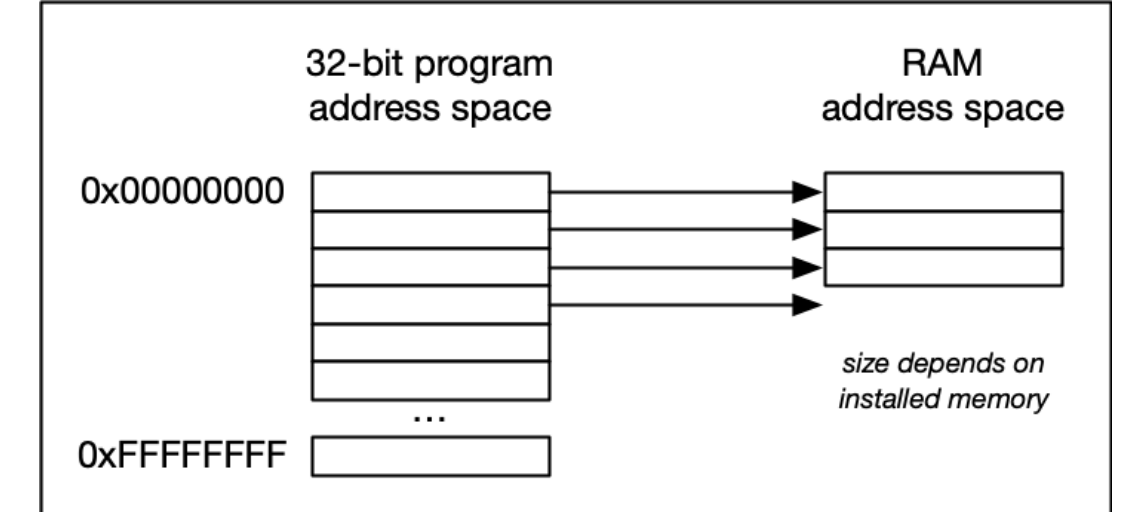 32-bit program
address space
RAM
address space
0x00000000
size depends on
installed memory
...
0xFFFFFFFF